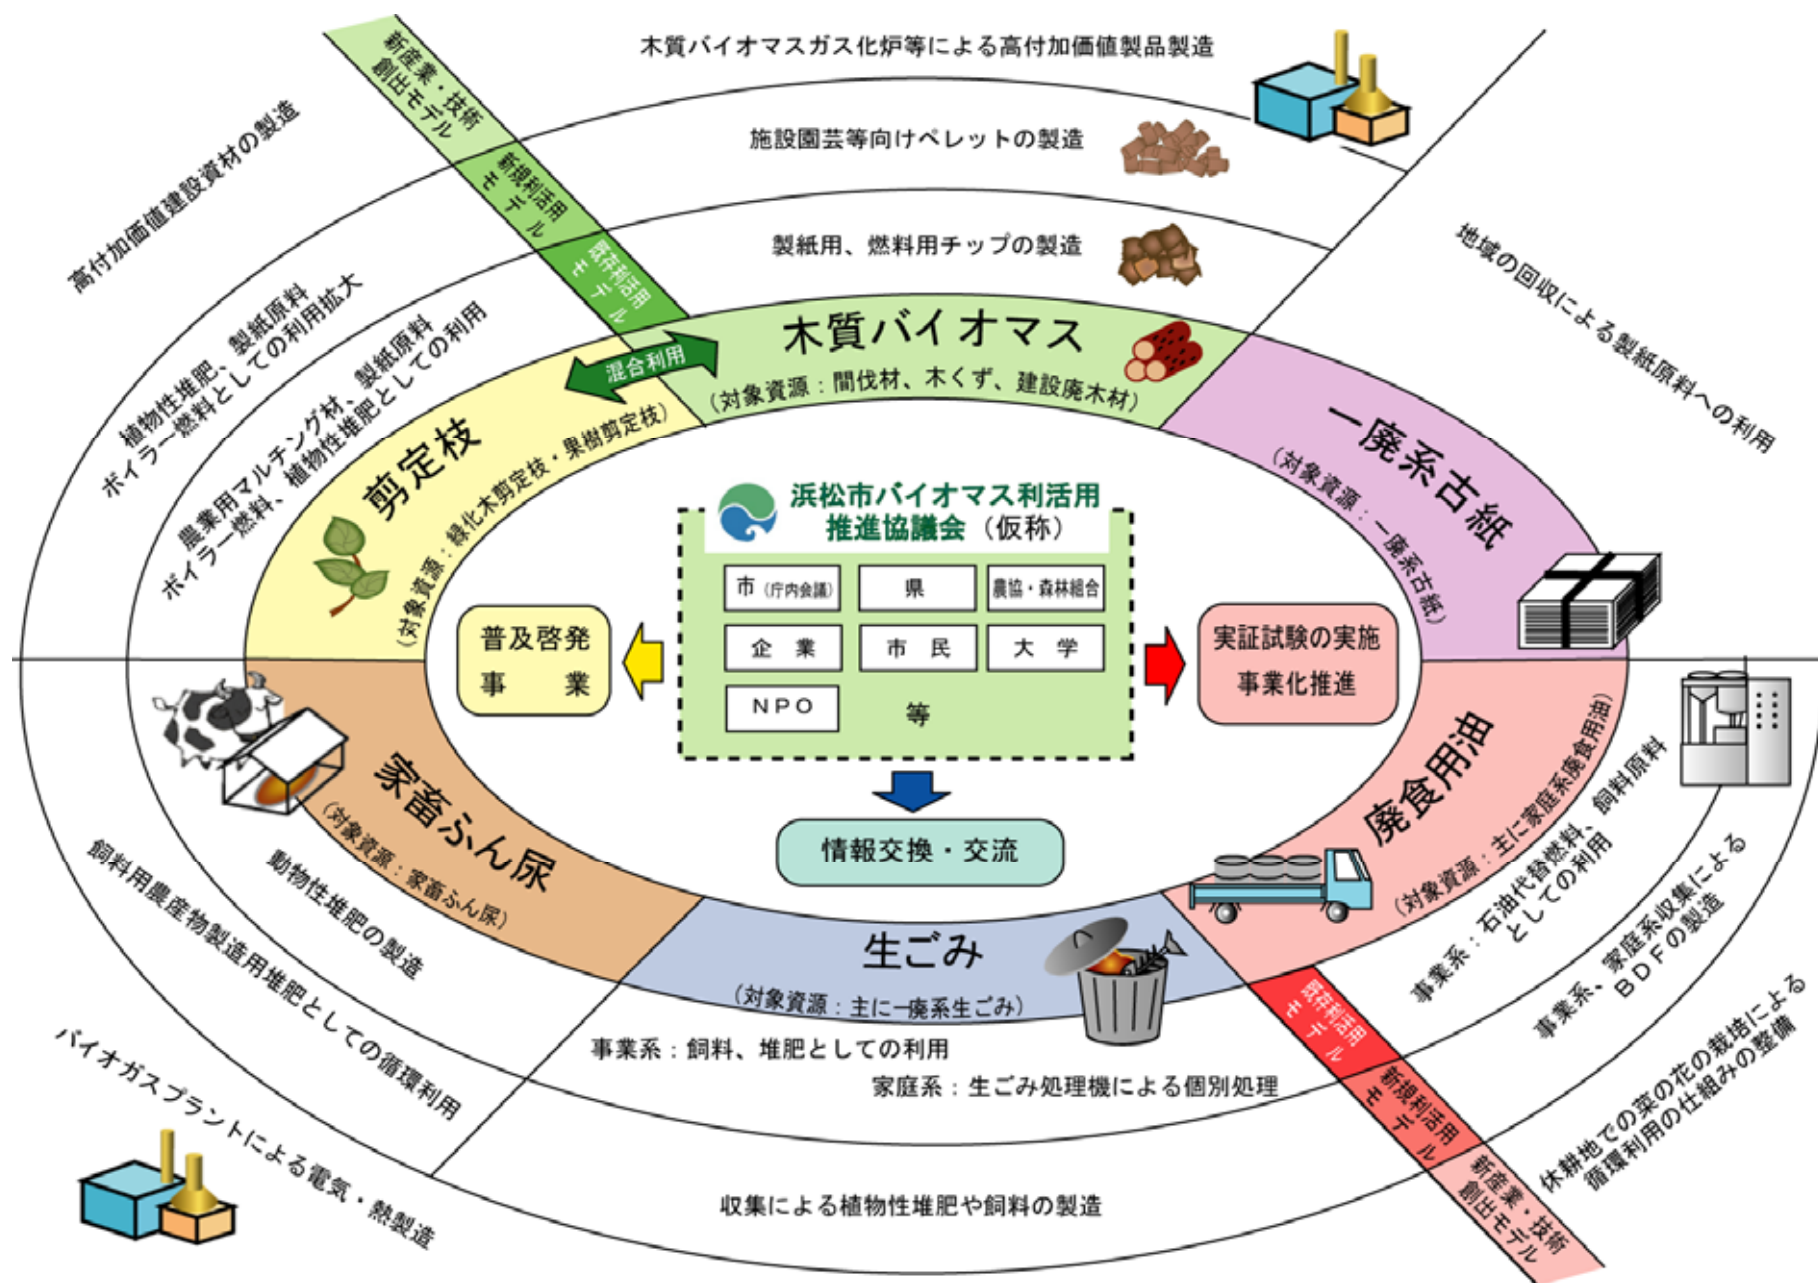 木質バイオマスガス化炉等による高付加価値製品製造
施設園芸等向けペレットの製造
製紙用、燃料用チップの製造
新産業・技術
創出モデル
新規利活用
モデル
既存利活用
モデル
高付加価値建設資材の製造
植物性堆肥、製紙原料
ボイラー燃料としての利用拡大
農業用マルチング材、製紙原料
ボイラー燃料、植物性堆肥としての利用
混合利用
木質バイオマス
(対象資源：間伐材、木くず、建設廃木材)
地域の回収による製紙原料への利用
一廃系古紙
(対象資源：一廃系古紙)
剪定枝
(対象資源：緑化木剪定枝・果樹剪定枝)
浜松市バイオマス利活用
推進協議会（仮称）
市（庁内会議）
県
農協・森林組合
企　業
市　民
大　学
NPO
等
普及啓発
事　業
実証試験の実施
事業化推進
情報交換・交流
家畜ふん尿
(対象資源：家畜ふん尿)
動物性堆肥の製造
飼料用農産物製造用堆肥としての循環利用
バイオガスプラントによる電気・熱製造
生ごみ
(対象資源：主に一廃系生ごみ)
事業系：飼料、堆肥としての利用
家庭系：生ごみ処理機による個別処理
収集による植物性堆肥や飼料の製造
廃食用油
(対象資源：主に家庭系廃食用油)
事業系：石油代替燃料、飼料原料
としての利用
事業系、家庭系収集による
BDFの製造
休耕地での菜の花の栽培による
循環利用の仕組みの整備
既存利活用
モデル
新規利活用
モデル
新産業・技術
創出モデル